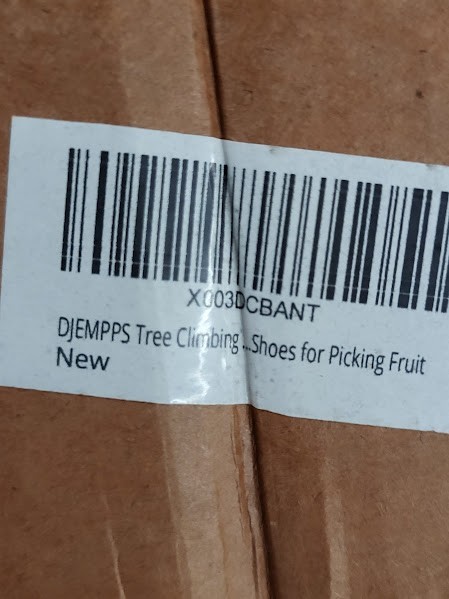 X003DCBANT
DJEMPPS Tree Climbing ...Shoes for Picking Fruit
New